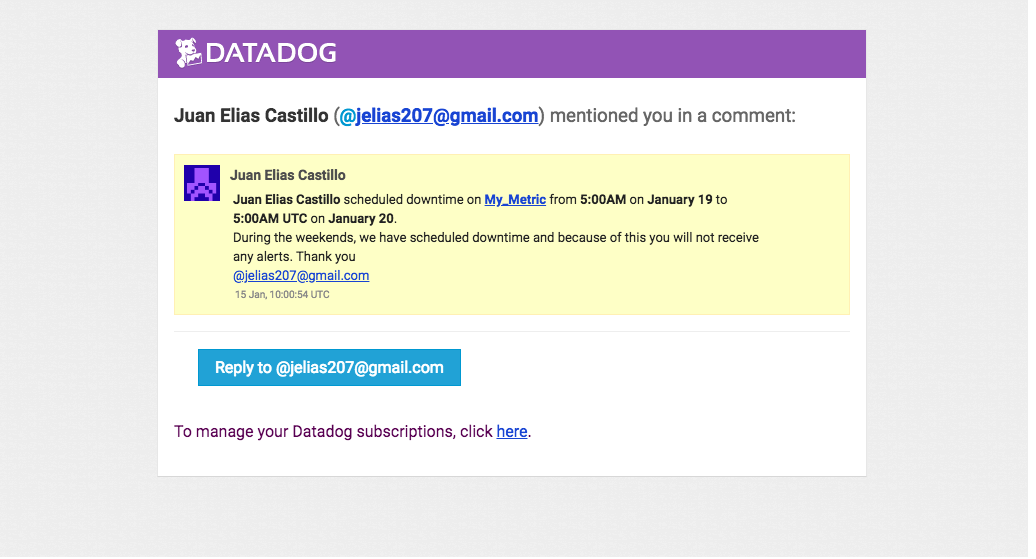 DATADOG
Juan Elias Castillo (@jelias207@gmail.com) mentioned you in a comment:
Juan Elias Castillo
Juan Elias Castillo scheduled downtime on My_Metric from 5:00AM on January 19 to
5:00AM UTC on January 20.
During the weekends, we have scheduled downtime and because of this you will not receive
any alerts. Thank you
@jelias207@gmail.com
15 Jan, 10:00:54 UTC
Reply to @jelias207@gmail.com
To manage your Datadog subscriptions, click here.